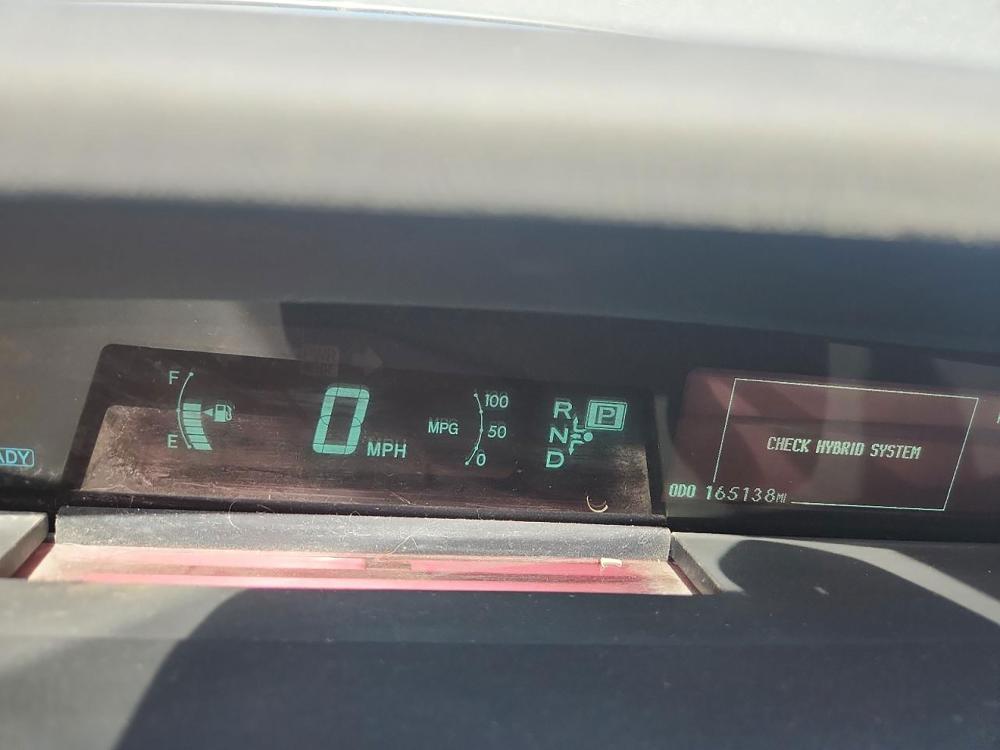 ADY
F
E
0 MPH
MPG
100
50
0
R
N
D
P
CHECK HYBRID SYSTEM
ODO 165138MI